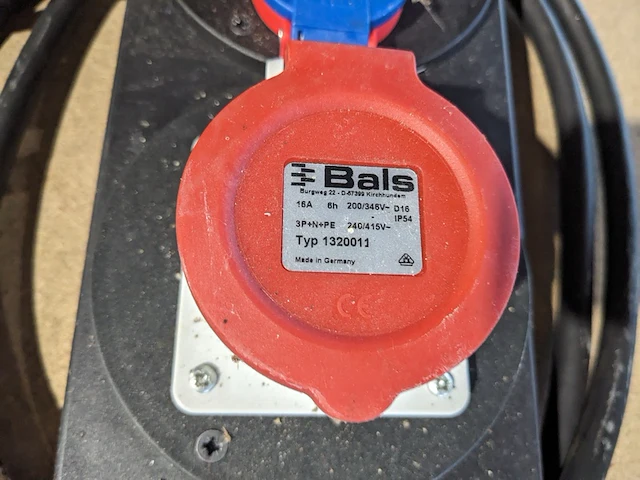 Bals
Burgweg 22 - D-57399 Kirchhundem
16A 6h 200/346V~ D16
- IP54
3P+N+PE 240/415V~
Typ 1320011
Made in Germany
CE